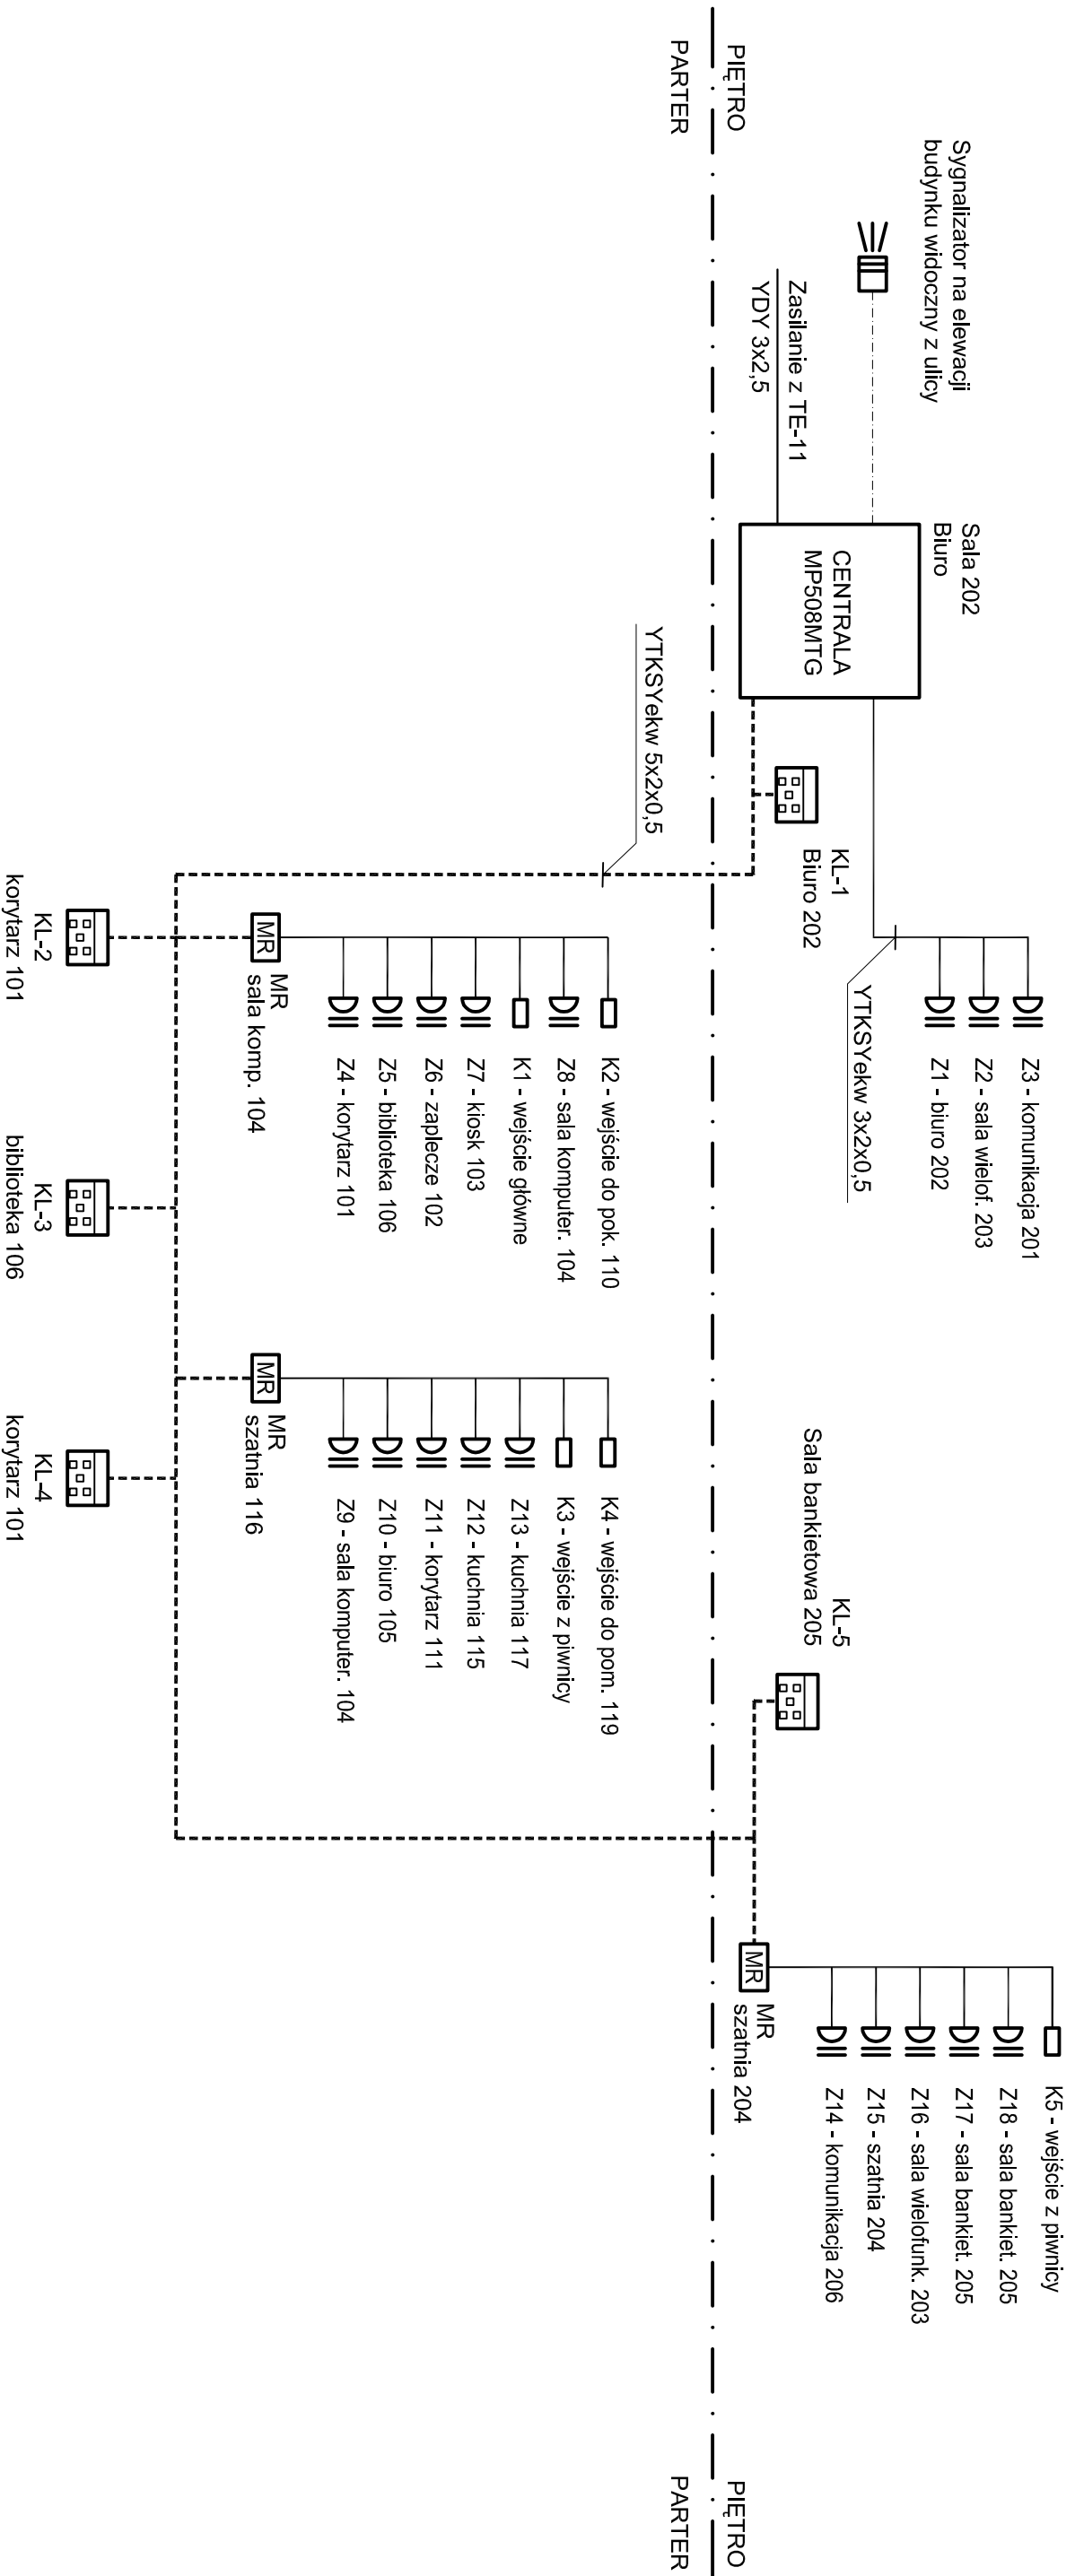 PIĘTRO
PARTER
Sygnalizator na elewacji
budynku widoczny z ulicy
Zasilanie z TE-11
YDY 3x2,5
Sala 202
Biuro
CENTRALA
MP508MTG
KL-1
Biuro 202
YTKSYekw 3x2x0,5
Z3 - komunikacja 201
Z2 - sala wielof. 203
Z1 - biuro 202
KL-5
Sala bankietowa 205
MR
MR
szatnia 204
K5 - wejście z piwnicy
Z18 - sala bankiet. 205
Z17 - sala bankiet. 205
Z16 - sala wielofunk. 203
Z15 - szatnia 204
Z14 - komunikacja 206
PIĘTRO
PARTER
YTKSYekw 5x2x0,5
K2 - wejście do pok. 110
Z8 - sala komputer. 104
K1 - wejście główne
Z7 - kiosk 103
Z6 - zaplecze 102
Z5 - biblioteka 106
Z4 - korytarz 101
MR
MR
sala komp. 104
K4 - wejście do pom. 119
K3 - wejście z piwnicy
Z13 - kuchnia 117
Z12 - kuchnia 115
Z11 - korytarz 111
Z10 - biuro 105
Z9 - sala komputer. 104
MR
MR
szatnia 116
KL-2
korytarz 101
KL-3
biblioteka 106
KL-4
korytarz 101